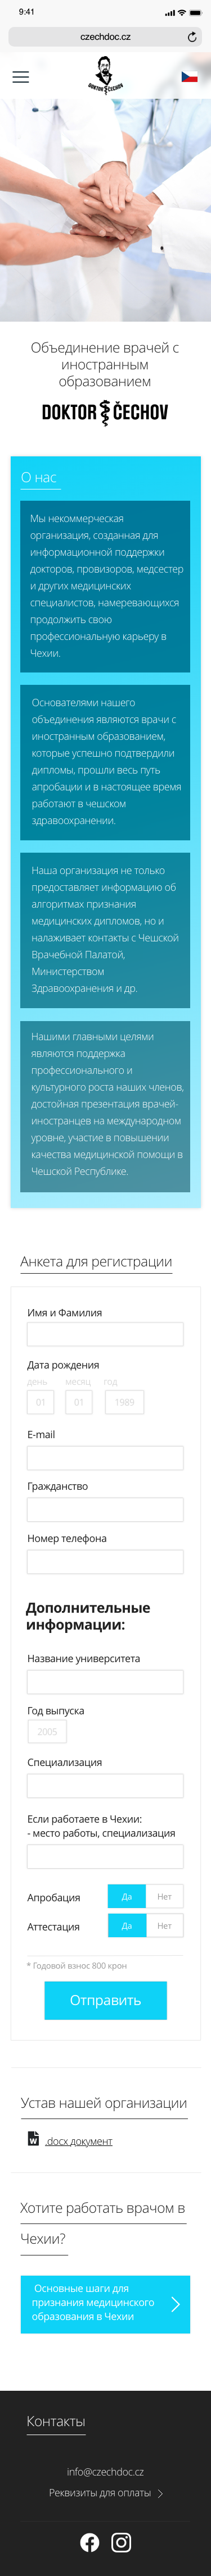 9:41
czechdoc.cz
DOKTOR ČECHOV
Объединение врачей с
иностранным
образованием
DOKTOR ČECHOV
О нас
Мы некоммерческая
организация, созданная для
информационной поддержки
докторов, провизоров, медсестер
и других медицинских
специалистов, намеревающихся
продолжить свою
профессиональную карьеру в
Чехии.
Основателями нашего
объединения являются врачи с
иностранным образованием,
которые успешно подтвердили
дипломы, прошли весь путь
апробации и в настоящее время
работают в чешском
здравоохранении.
Наша организация не только
предоставляет информацию об
алгоритмах признания
медицинских дипломов, но и
налаживает контакты с Чешской
Врачебной Палатой,
Министерством
Здравоохранения и др.
Нашими главными целями
являются поддержка
профессионального и
культурного роста наших членов,
достойная презентация врачей-
иностранцев на международном
уровне, участие в повышении
качества медицинской помощи в
Чешской Республике.
Анкета для регистрации
Имя и Фамилия
Дата рождения
день месяц год
01 01 1989
E-mail
Гражданство
Номер телефона
Дополнительные
информации:
Название университета
Год выпуска
2005
Специализация
Если работаете в Чехии:
- место работы, специализация
Апробация Да Нет
Аттестация Да Нет
* Годовой взнос 800 крон
Отправить
Устав нашей организации
W .docx документ
Хотите работать врачом в
Чехии?
Основные шаги для
признания медицинского
образования в Чехии
Контакты
info@czechdoc.cz
Реквизиты для оплаты